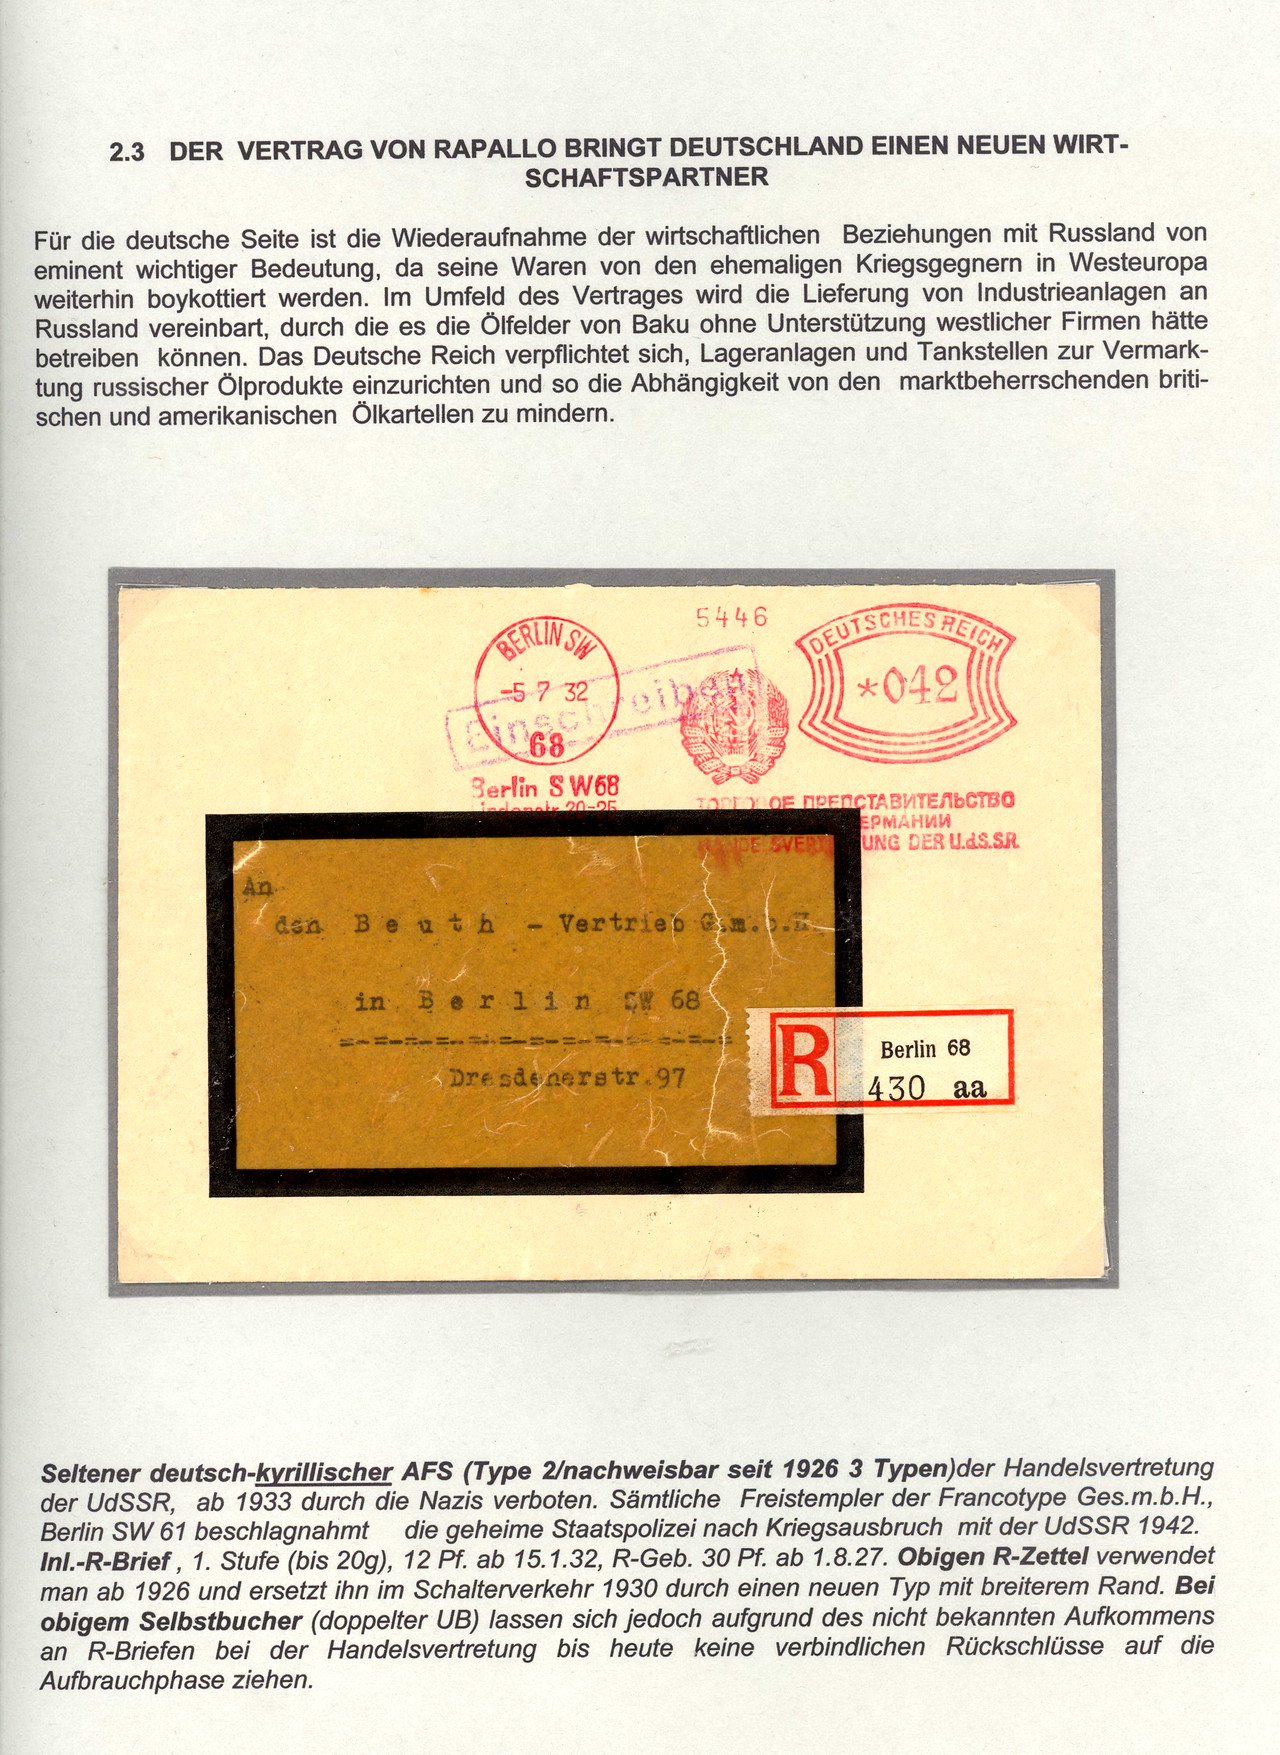 2.3 DER VERTRAG VON RAPALLO BRINGT DEUTSCHLAND EINEN NEUEN WIRT-
SCHAFTSPARTNER
Für die deutsche Seite ist die Wiederaufnahme der wirtschaftlichen Beziehungen mit Russland von
eminent wichtiger Bedeutung, da seine Waren von den ehemaligen Kriegsgegnern in Westeuropa
weiterhin boykottiert werden. Im Umfeld des Vertrages wird die Lieferung von Industrieanlagen an
Russland vereinbart, durch die es die Ölfelder von Baku ohne Unterstützung westlicher Firmen hätte
betreiben können. Das Deutsche Reich verpflichtet sich, Lageranlagen und Tankstellen zur Vermark-
tung russischer Ölprodukte einzurichten und so die Abhängigkeit von den marktbeherrschenden briti-
schen und amerikanischen Ölkartellen zu mindern.
5446
BERLIN SW
-5 7 32
68
Einschreiben
DEUTSCHES REICH
*042
Berlin SW68
ПРЕДСТАВИТЕЛЬСТВО
ЕРМАНИИ
UNG DER U.d.S.S.R.
An
den Beuth - Vertrieb G.m.b.H.
in Berlin SW 68
=-=-=-=-=-=-=-=-=-=-=-=
Dresdenerstr.97
R
Berlin 68
430 aa
Seltener deutsch-kyrillischer AFS (Type 2/nachweisbar seit 1926 3 Typen)der Handelsvertretung
der UdSSR, ab 1933 durch die Nazis verboten. Sämtliche Freistempler der Francotype Ges.m.b.H.,
Berlin SW 61 beschlagnahmt die geheime Staatspolizei nach Kriegsausbruch mit der UdSSR 1942.
Inl.-R-Brief, 1. Stufe (bis 20g), 12 Pf. ab 15.1.32, R-Geb. 30 Pf. ab 1.8.27. Obigen R-Zettel verwendet
man ab 1926 und ersetzt ihn im Schalterverkehr 1930 durch einen neuen Typ mit breiterem Rand. Bei
obigem Selbstbucher (doppelter UB) lassen sich jedoch aufgrund des nicht bekannten Aufkommens
an R-Briefen bei der Handelsvertretung bis heute keine verbindlichen Rückschlüsse auf die
Aufbrauchphase ziehen.